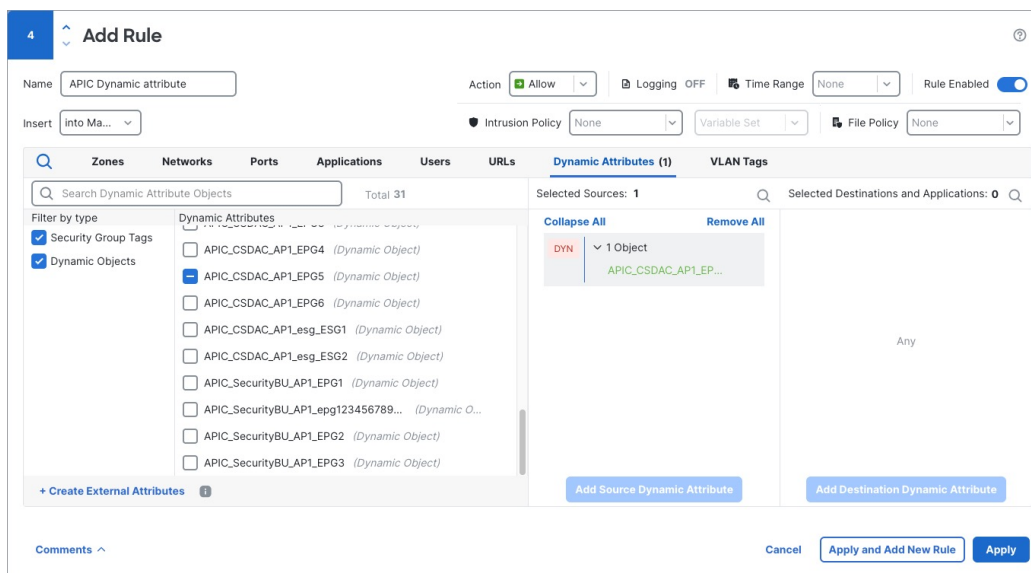 4 Add Rule
Name APIC Dynamic attribute Action Allow Logging OFF Time Range None Rule Enabled
Insert into Ma... Intrusion Policy None Variable Set File Policy None
Zones Networks Ports Applications Users URLs Dynamic Attributes (1) VLAN Tags
Search Dynamic Attribute Objects Total 31 Selected Sources: 1 Selected Destinations and Applications: 0
Filter by type Dynamic Attributes Collapse All Remove All
Security Group Tags
Dynamic Objects
APIC_CSDAC_AP1_EPG4 (Dynamic Object)
APIC_CSDAC_AP1_EPG5 (Dynamic Object)
APIC_CSDAC_AP1_EPG6 (Dynamic Object)
APIC_CSDAC_AP1_esg_ESG1 (Dynamic Object)
APIC_CSDAC_AP1_esg_ESG2 (Dynamic Object)
APIC_SecurityBU_AP1_EPG1 (Dynamic Object)
APIC_SecurityBU_AP1_epg123456789... (Dynamic O...
APIC_SecurityBU_AP1_EPG2 (Dynamic Object)
APIC_SecurityBU_AP1_EPG3 (Dynamic Object)
DYN 1 Object
APIC_CSDAC_AP1_EP...
Any
+ Create External Attributes Add Source Dynamic Attribute Add Destination Dynamic Attribute
Comments Cancel Apply and Add New Rule Apply